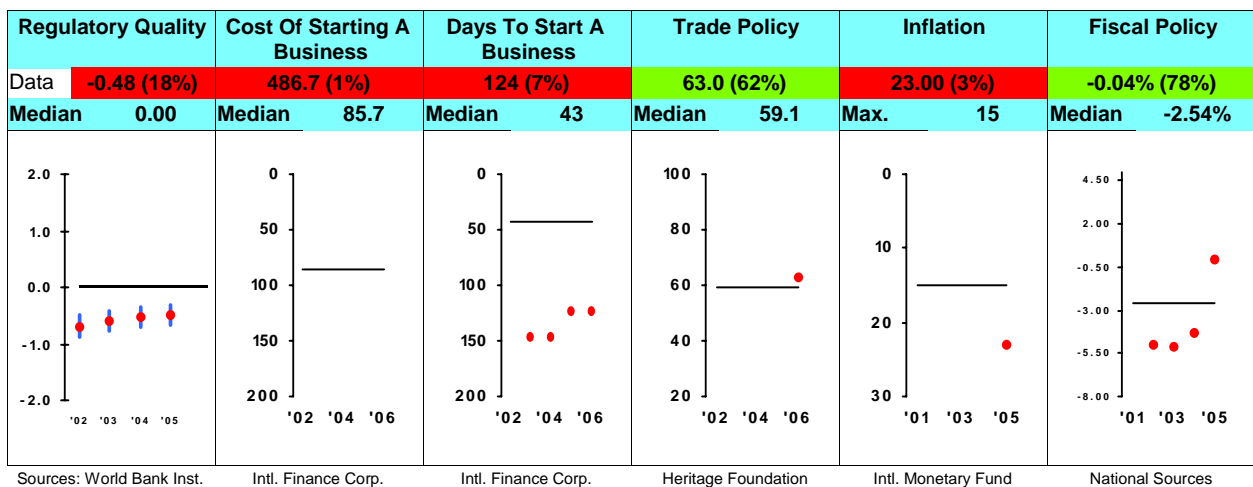 Regulatory Quality
Cost Of Starting A
Business
Days To Start A
Business
Trade Policy
Inflation
Fiscal Policy
Data -0.48 (18%) 486.7 (1%) 124 (7%) 63.0 (62%) 23.00 (3%) -0.04% (78%)
Median 0.00 Median 85.7 Median 43 Median 59.1 Max. 15 Median -2.54%
2.0
1.0
0.0
-1.0
-2.0
'02 '03 '04 '05
0
50
100
150
200
'02 '04 '06
0
50
100
150
200
'02 '04 '06
100
80
60
40
20
'02 '04 '06
0
10
20
30
'01 '03 '05
4.50
2.00
-0.50
-3.00
-5.50
-8.00
'01 '03 '05
Sources: World Bank Inst. Intl. Finance Corp. Intl. Finance Corp. Heritage Foundation Intl. Monetary Fund National Sources